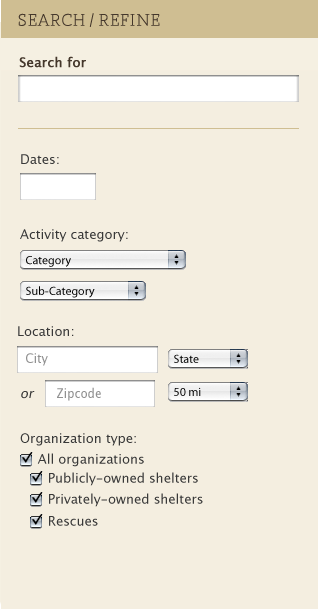 SEARCH / REFINE
Search for
Dates:
Activity category:
Category
Sub-Category
Location:
City State
or Zipcode 50 mi
Organization type:
All organizations
Publicly-owned shelters
Privately-owned shelters
Rescues